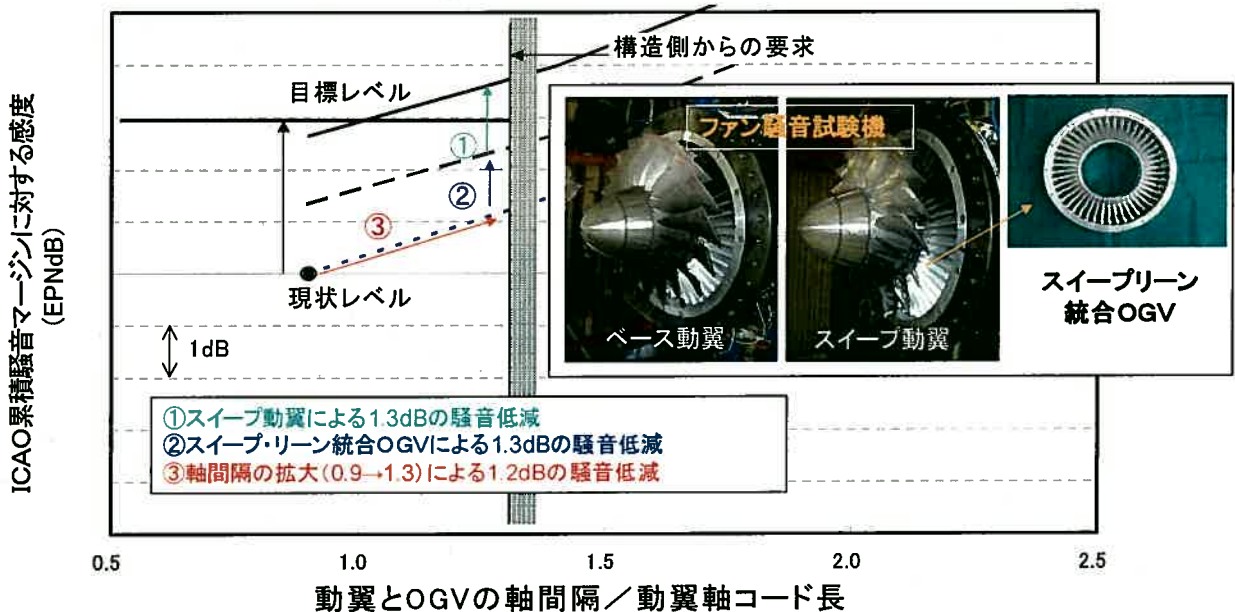 構造側からの要求
目標レベル
①
②
③
現状レベル
1dB
ファン騒音試験機
ベース動翼
スイープ動翼
スイープリーン
統合OGV
①スイープ動翼による1.3dBの騒音低減
②スイープ・リーン統合OGVによる1.3dBの騒音低減
③軸間隔の拡大(0.9→1.3)による1.2dBの騒音低減
ICAO累積騒音マージンに対する感度
(EPNdB)
0.5
1.0
1.5
2.0
2.5
動翼とOGVの軸間隔／動翼軸コード長